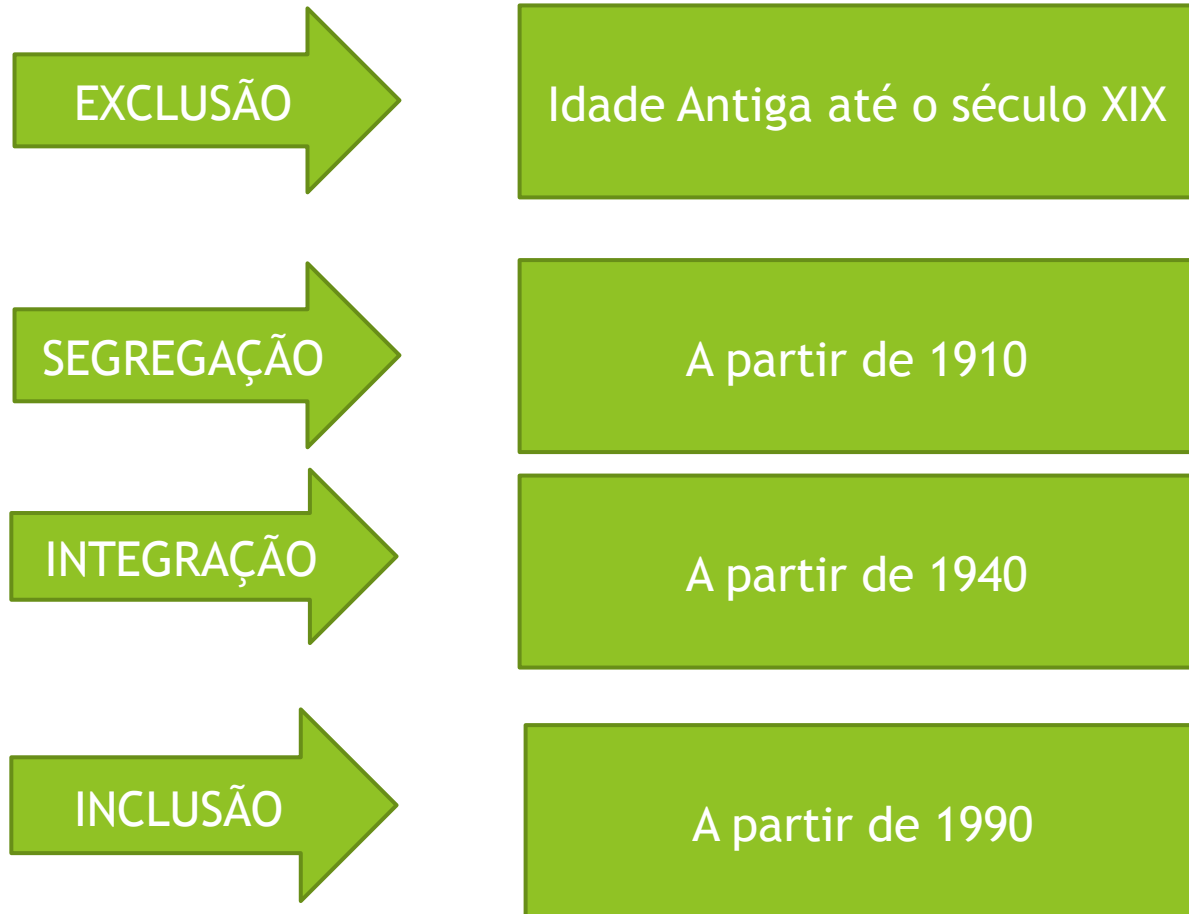 EXCLUSÃO
Idade Antiga até o século XIX
SEGREGAÇÃO
A partir de 1910
INTEGRAÇÃO
A partir de 1940
INCLUSÃO
A partir de 1990